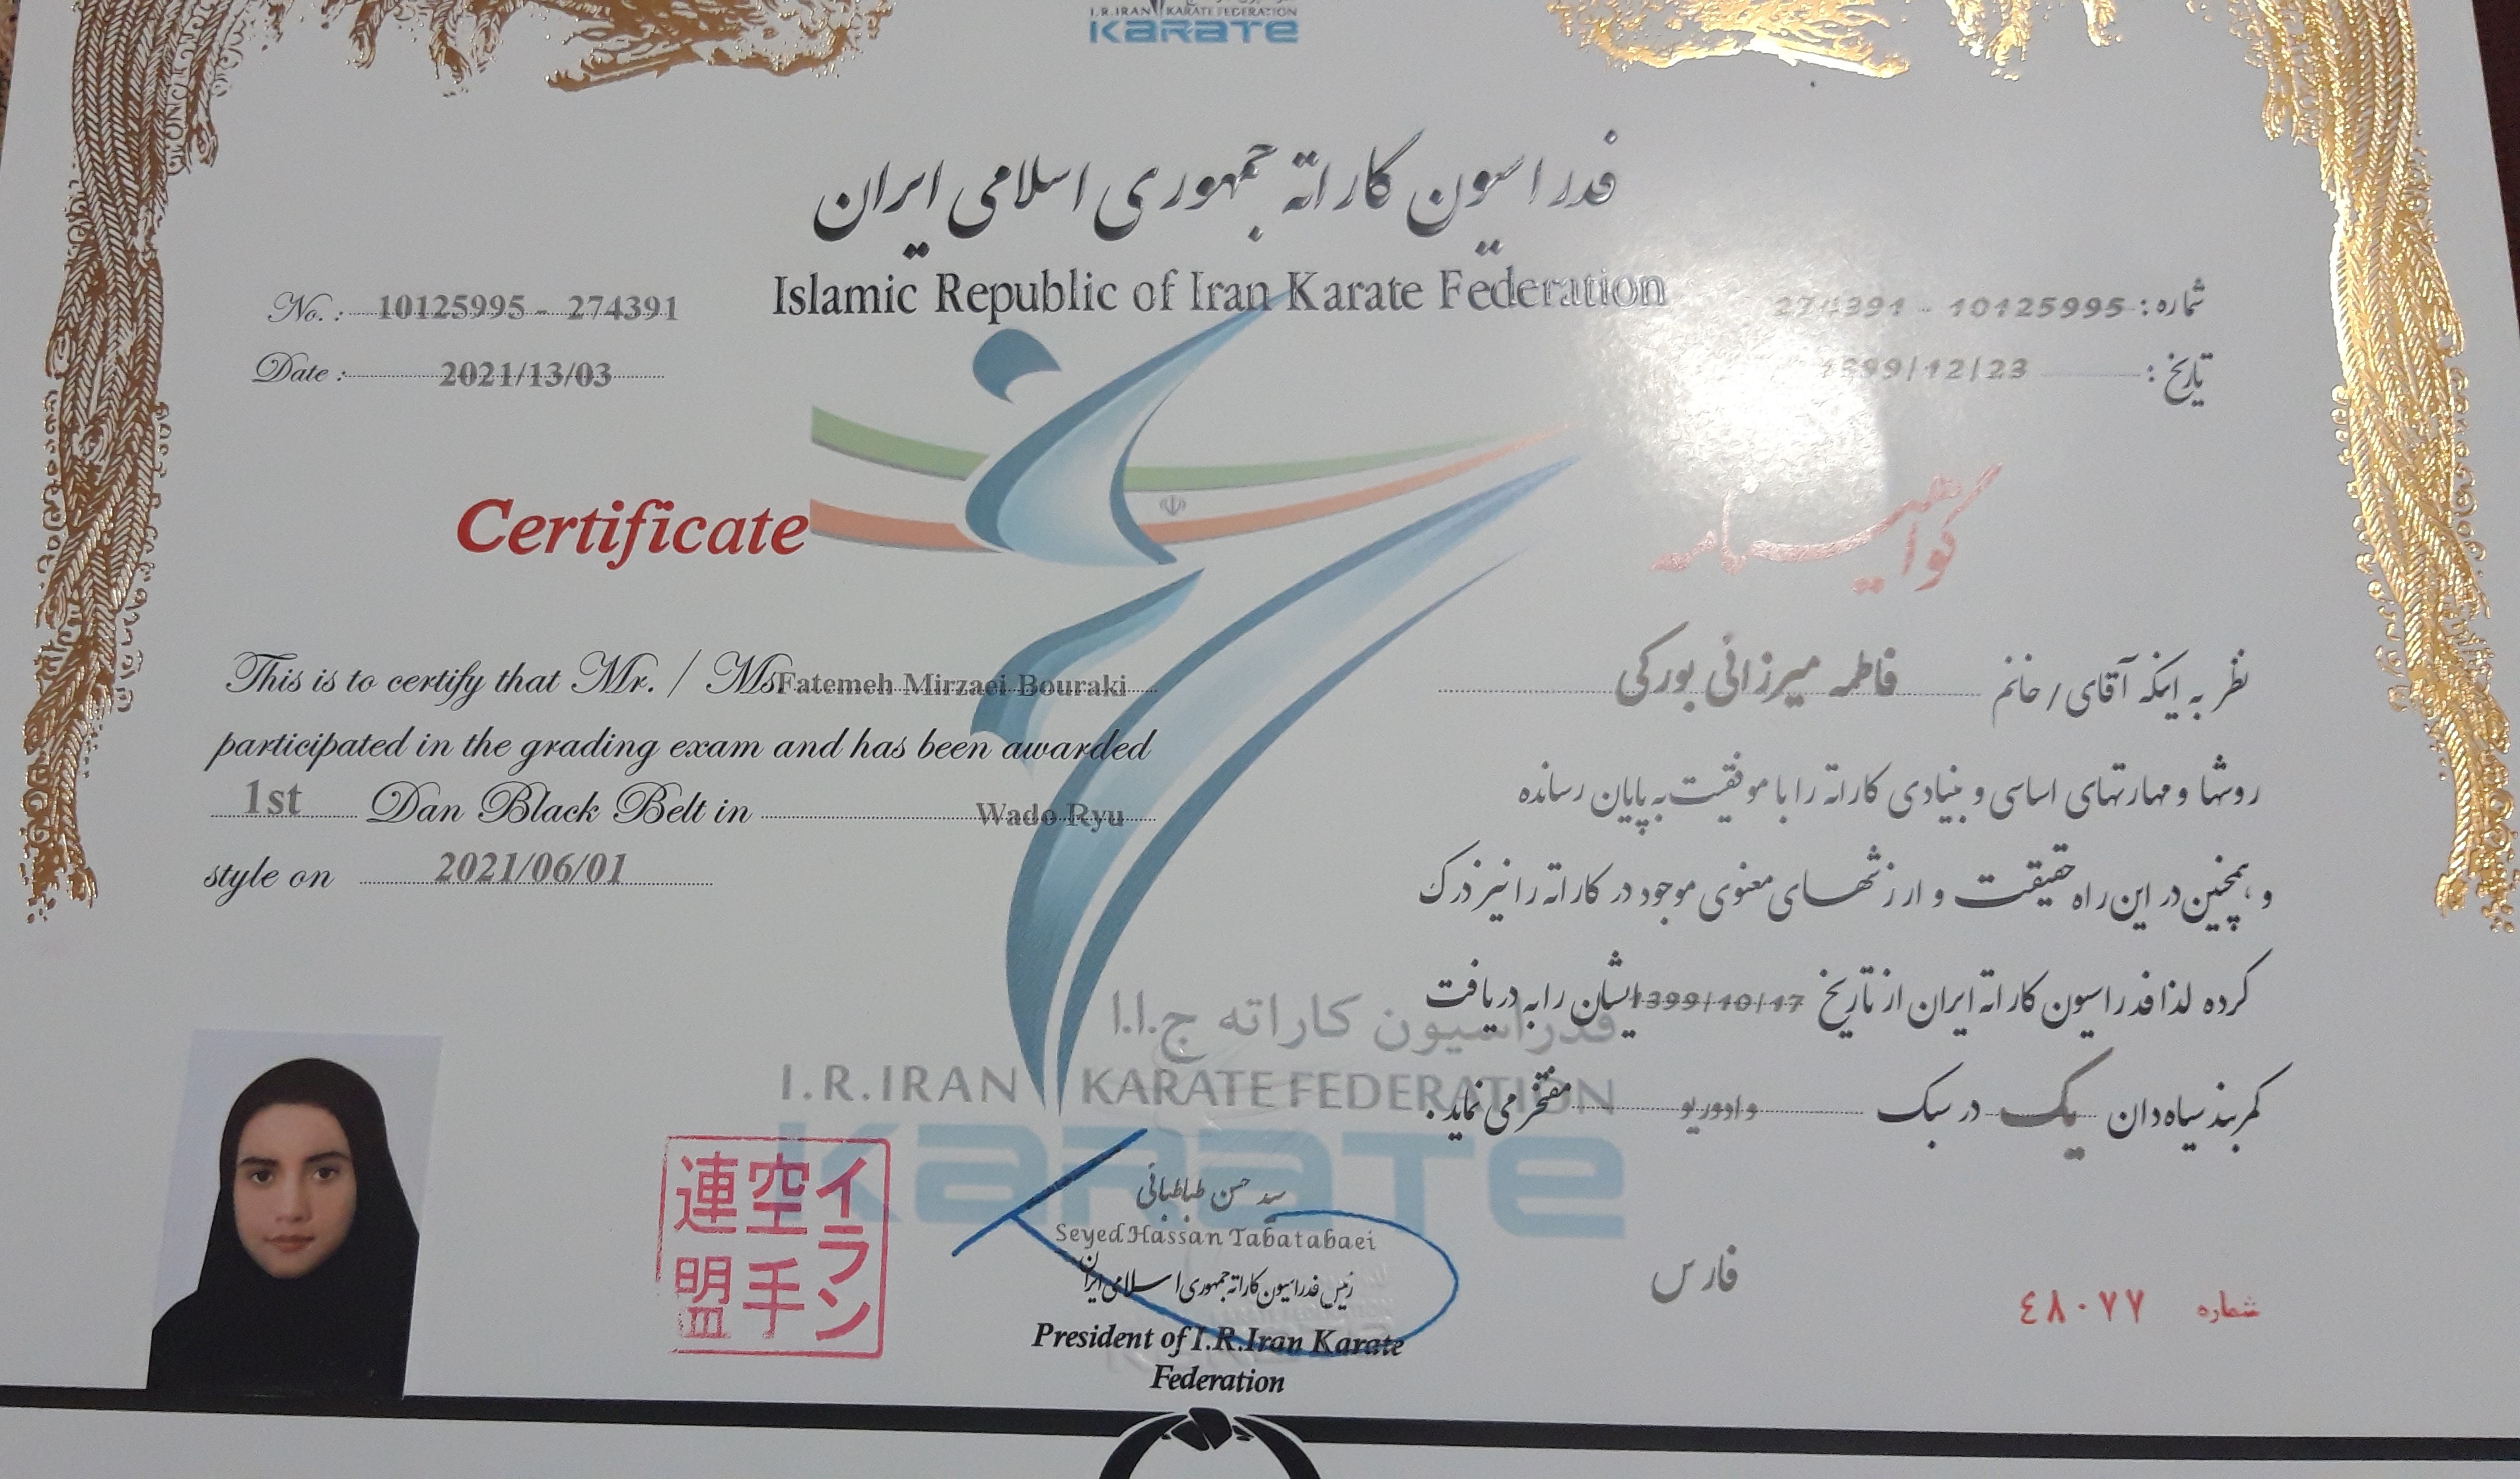 I.R.IRAN KARATE FEDERATION
KARATE
فدراسیون کاراته جمهوری اسلامی ایران
Islamic Republic of Iran Karate Federation
No. : 10125995 - 274391
Date : 2021/13/03
شماره : 10125995 - 274391
تاریخ : 1399/12/23
Certificate
گواهینامه
This is to certify that Mr. / Ms Fatemeh Mirzaei Bouraki
participated in the grading exam and has been awarded
1st Dan Black Belt in Wado Ryu
style on 2021/06/01
نظر به اینکه آقای / خانم فاطمه میرزائی بورکی
روشها و مهارتهای اساسی و بنیادی کاراته را با موفقیت به پایان رسانده
و همچنین در این راه حقیقت و ارزشهای معنوی موجود در کاراته را نیز درک
کرده لذا فدراسیون کاراته ایران از تاریخ 1399/10/17 ایشان را به دریافت
کمربند سیاه دان یک در سبک وادوریو مفتخر می نماید.
فدراسیون کاراته ج.ا.ا
I.R.IRAN KARATE FEDERATION
KARATE
イラン
空手
連盟
سید حسن طباطبائی
Seyed Hassan Tabatabaei
رئیس فدراسیون کاراته جمهوری اسلامی ایران
President of I.R.Iran Karate
Federation
فارس
شماره ٤٨٠٧٧